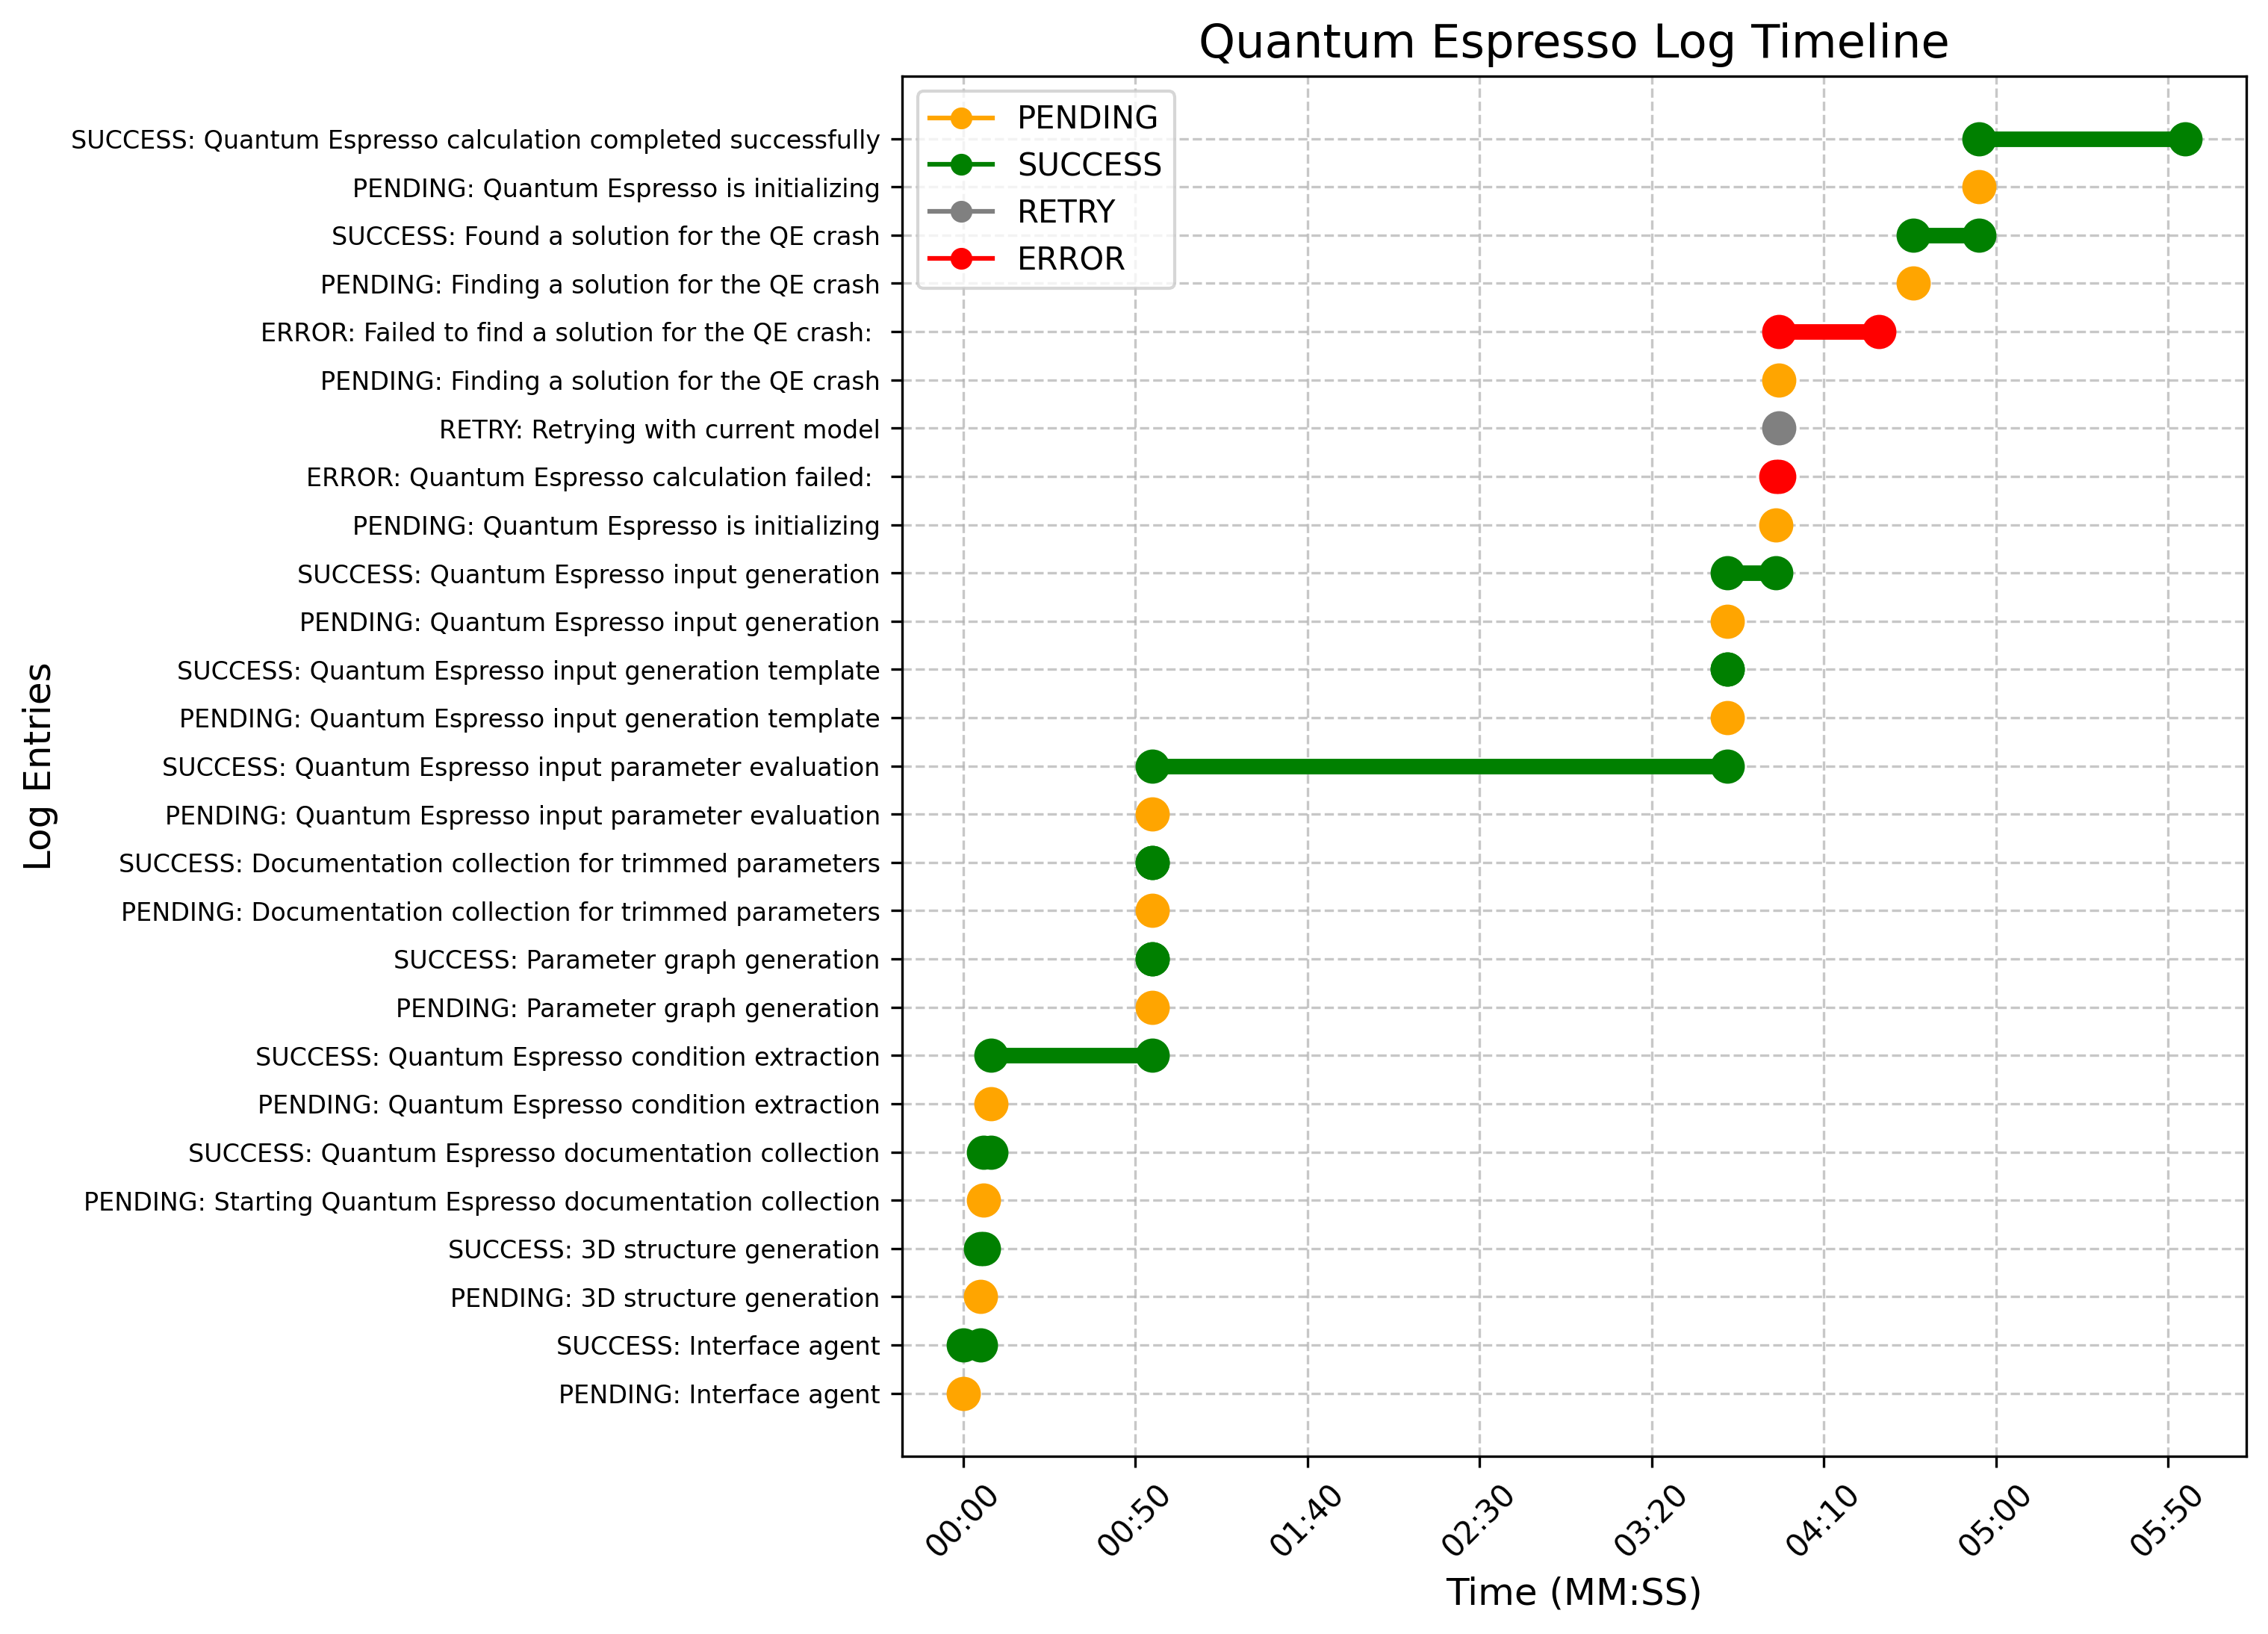 Quantum Espresso Log Timeline
PENDING
SUCCESS
RETRY
ERROR
SUCCESS: Quantum Espresso calculation completed successfully
PENDING: Quantum Espresso is initializing
SUCCESS: Found a solution for the QE crash
PENDING: Finding a solution for the QE crash
ERROR: Failed to find a solution for the QE crash:
PENDING: Finding a solution for the QE crash
RETRY: Retrying with current model
ERROR: Quantum Espresso calculation failed:
PENDING: Quantum Espresso is initializing
SUCCESS: Quantum Espresso input generation
PENDING: Quantum Espresso input generation
SUCCESS: Quantum Espresso input generation template
PENDING: Quantum Espresso input generation template
SUCCESS: Quantum Espresso input parameter evaluation
PENDING: Quantum Espresso input parameter evaluation
SUCCESS: Documentation collection for trimmed parameters
PENDING: Documentation collection for trimmed parameters
SUCCESS: Parameter graph generation
PENDING: Parameter graph generation
SUCCESS: Quantum Espresso condition extraction
PENDING: Quantum Espresso condition extraction
SUCCESS: Quantum Espresso documentation collection
PENDING: Starting Quantum Espresso documentation collection
SUCCESS: 3D structure generation
PENDING: 3D structure generation
SUCCESS: Interface agent
PENDING: Interface agent
Log Entries
00:00
00:50
01:40
02:30
03:20
04:10
05:00
05:50
Time (MM:SS)